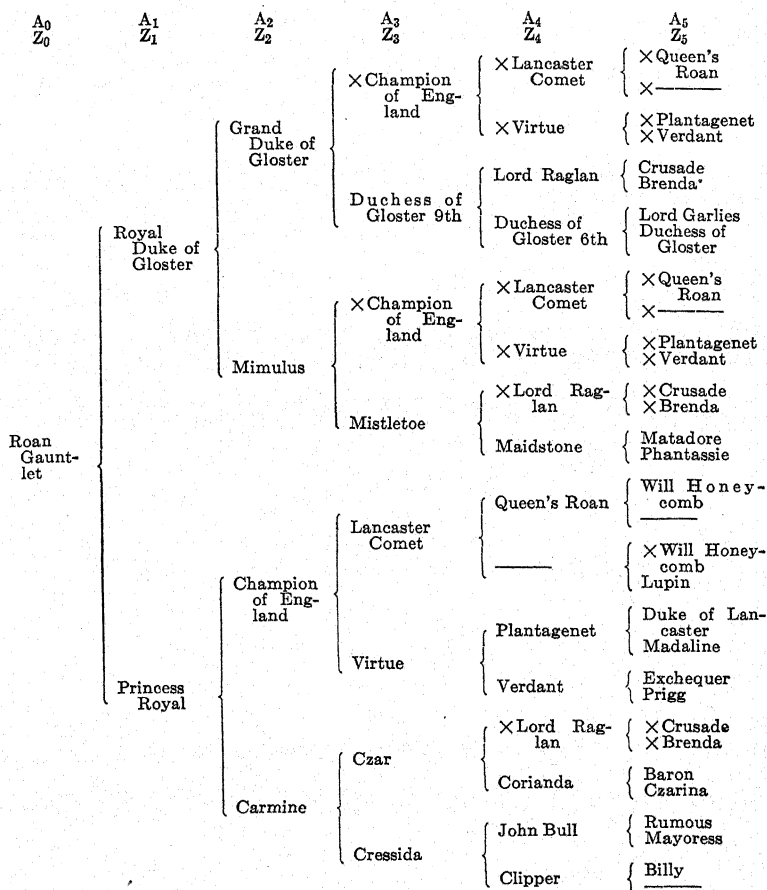 A0 A1 A2 A3 A4 A5
Z0 Z1 Z2 Z3 Z4 Z5
Roan
Gaunt-
let
Royal
Duke of
Gloster
Princess
Royal
Grand
Duke of
Gloster
Mimulus
Champion
of Eng-
land
Carmine
×Champion
of Eng-
land
Duchess of
Gloster 9th
×Champion
of Eng-
land
Mistletoe
Lancaster
Comet
Virtue
Czar
Cressida
×Lancaster
Comet
×Virtue
Lord Raglan
Duchess of
Gloster 6th
×Lancaster
Comet
×Virtue
×Lord Rag-
lan
Maidstone
Queen's Roan
———
Plantagenet
Verdant
×Lord Rag-
lan
Corianda
John Bull
Clipper
×Queen's
Roan
×———
×Plantagenet
×Verdant
Crusade
Brenda
Lord Garlies
Duchess of
Gloster
×Queen's
Roan
×———
×Plantagenet
×Verdant
×Crusade
×Brenda
Matadore
Phantassie
Will Honey-
comb
———
×Will Honey-
comb
Lupin
Duke of Lan-
caster
Madaline
Exchequer
Prigg
×Crusade
×Brenda
Baron
Czarina
Rumous
Mayoress
Billy
———